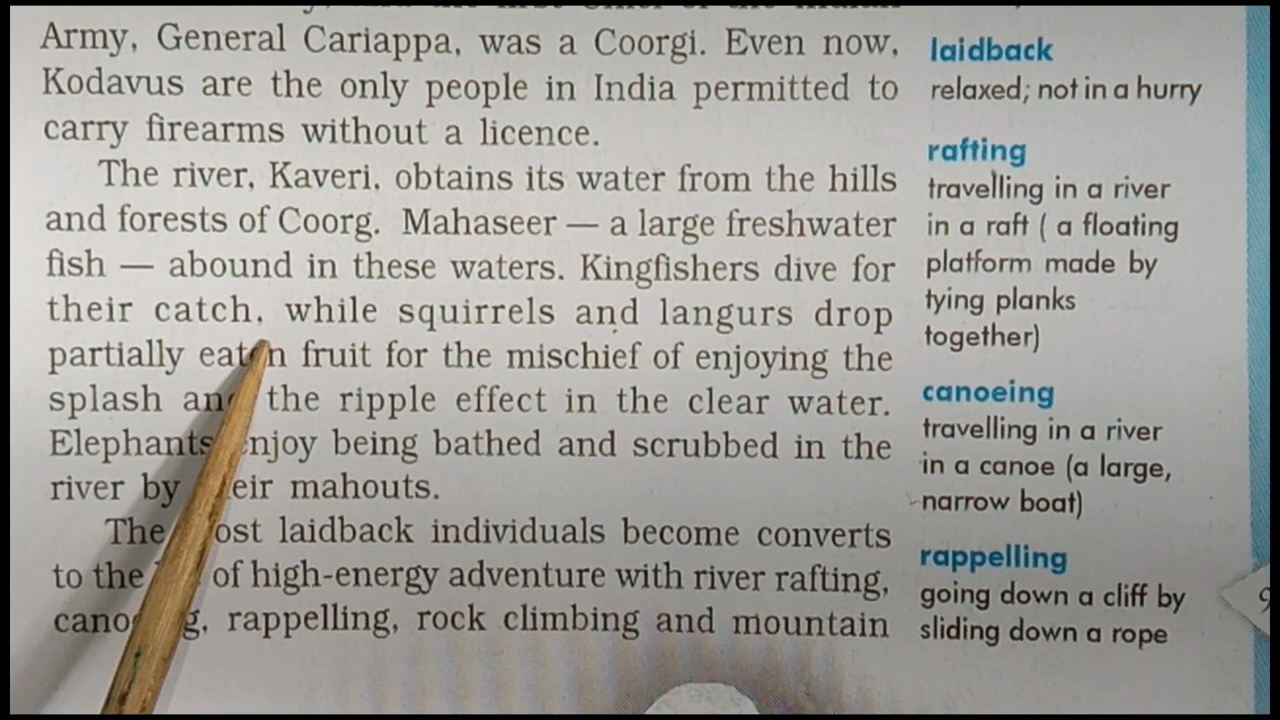 Army, General Cariappa, was a Coorgi. Even now,
Kodavus are the only people in India permitted to
carry firearms without a licence.
The river, Kaveri, obtains its water from the hills
and forests of Coorg. Mahaseer — a large freshwater
fish — abound in these waters. Kingfishers dive for
their catch, while squirrels and langurs drop
partially eaten fruit for the mischief of enjoying the
splash and the ripple effect in the clear water.
Elephants enjoy being bathed and scrubbed in the
river by their mahouts.
The most laidback individuals become converts
to the of high-energy adventure with river rafting,
canoeing, rappelling, rock climbing and mountain
laidback
relaxed; not in a hurry
rafting
travelling in a river
in a raft ( a floating
platform made by
tying planks
together)
canoeing
travelling in a river
in a canoe (a large,
narrow boat)
rappelling
going down a cliff by
sliding down a rope